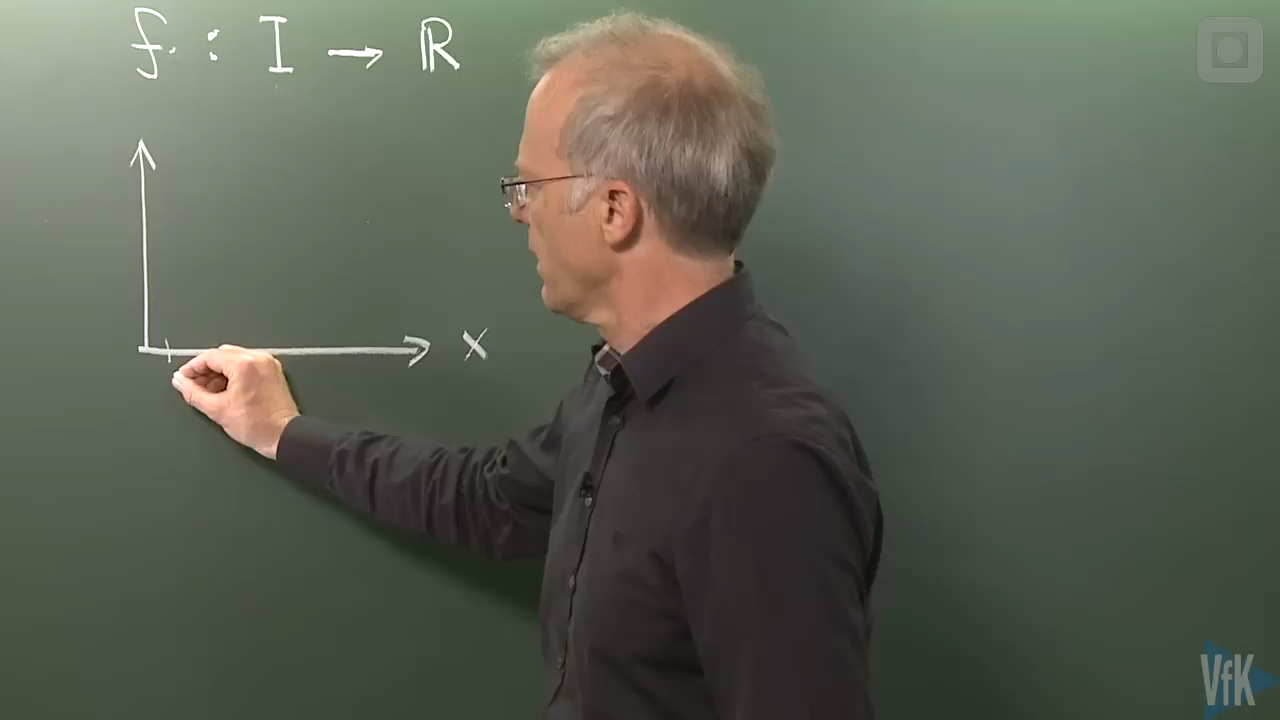 f : I → ℝ
x
VfK